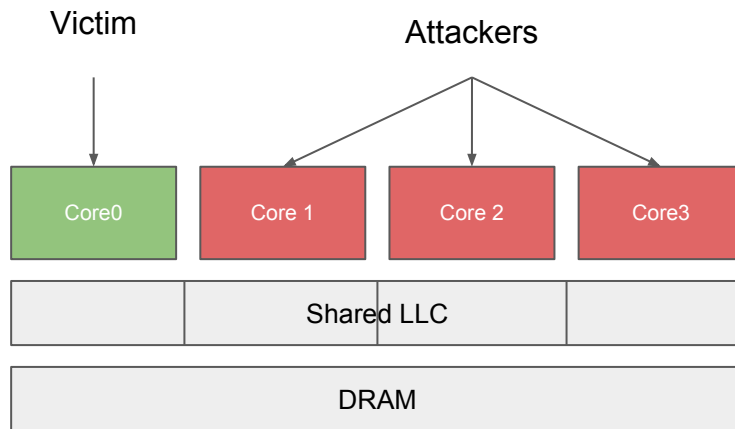 Victim
Attackers
Core0
Core 1
Core 2
Core3
Shared LLC
DRAM